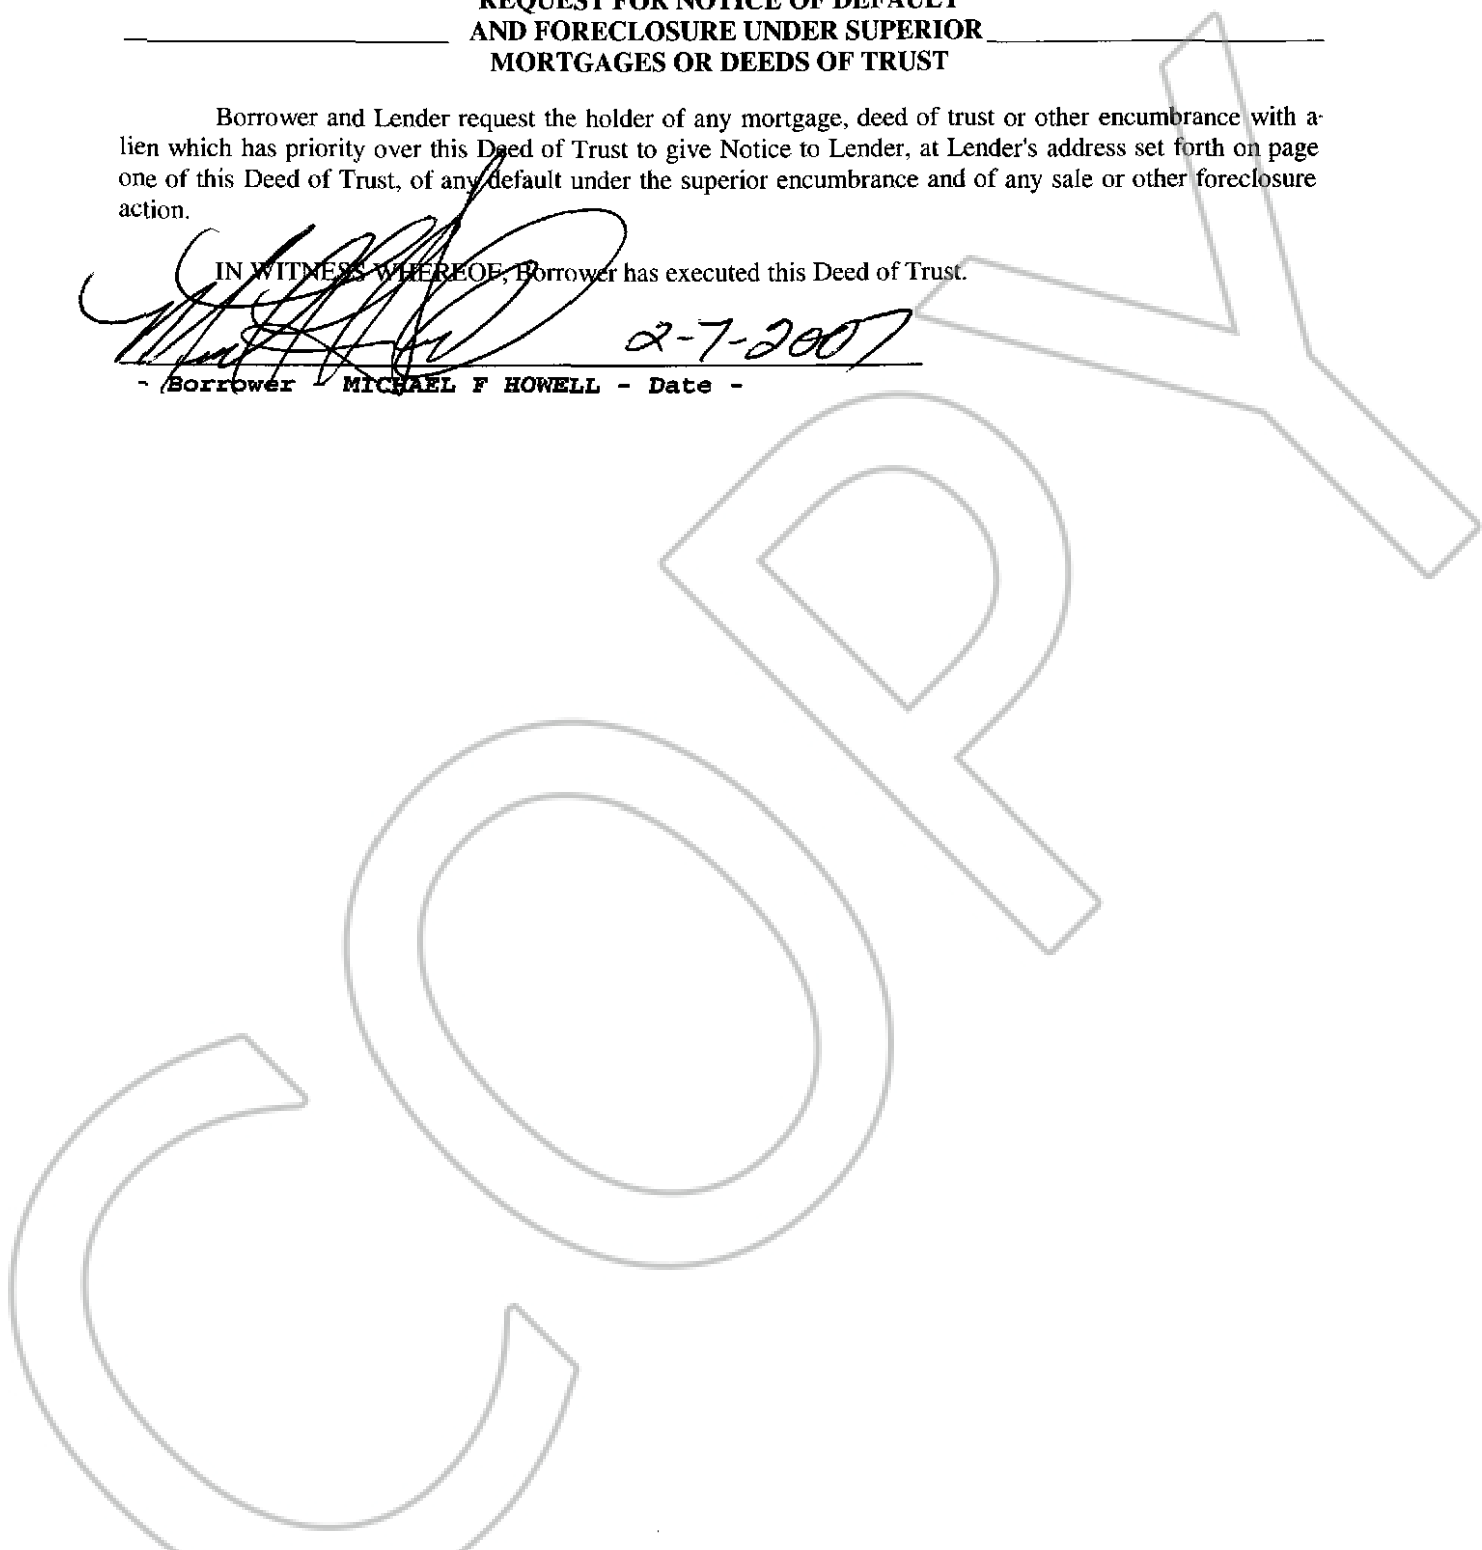 REQUEST FOR NOTICE OF DEFAULT
AND FORECLOSURE UNDER SUPERIOR
MORTGAGES OR DEEDS OF TRUST
Borrower and Lender request the holder of any mortgage, deed of trust or other encumbrance with a
lien which has priority over this Deed of Trust to give Notice to Lender, at Lender's address set forth on page
one of this Deed of Trust, of any default under the superior encumbrance and of any sale or other foreclosure
action.
IN WITNESS WHEREOF, Borrower has executed this Deed of Trust.
2-7-2007
- Borrower - MICHAEL F HOWELL - Date -
COPY